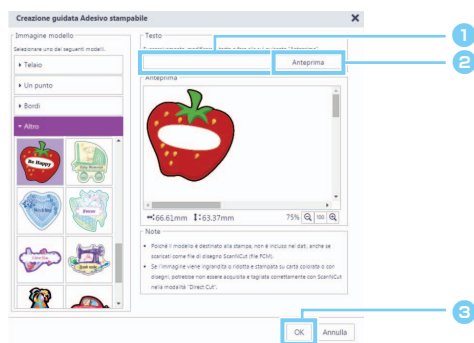 Creazione guidata Adesivo stampabile
Immagine modello
Selezionare uno dei seguenti modelli.
Telaio
Un punto
Bordi
Altro
Be Happy
Wedding
Testo
Anteprima
Anteprima
66.61mm 63.37mm
75% 100
Note
Poiché il modello è destinato alla stampa, non è incluso nei dati, anche se
scaricati come file di disegno ScanNCut (file FCM).
Se l'immagine viene ingrandita o ridotta e stampata su carta colorata o con
disegni, potrebbe non essere acquisita e tagliata correttamente con ScanNCut
nella modalità "Direct Cut".
OK Annulla
1
2
3